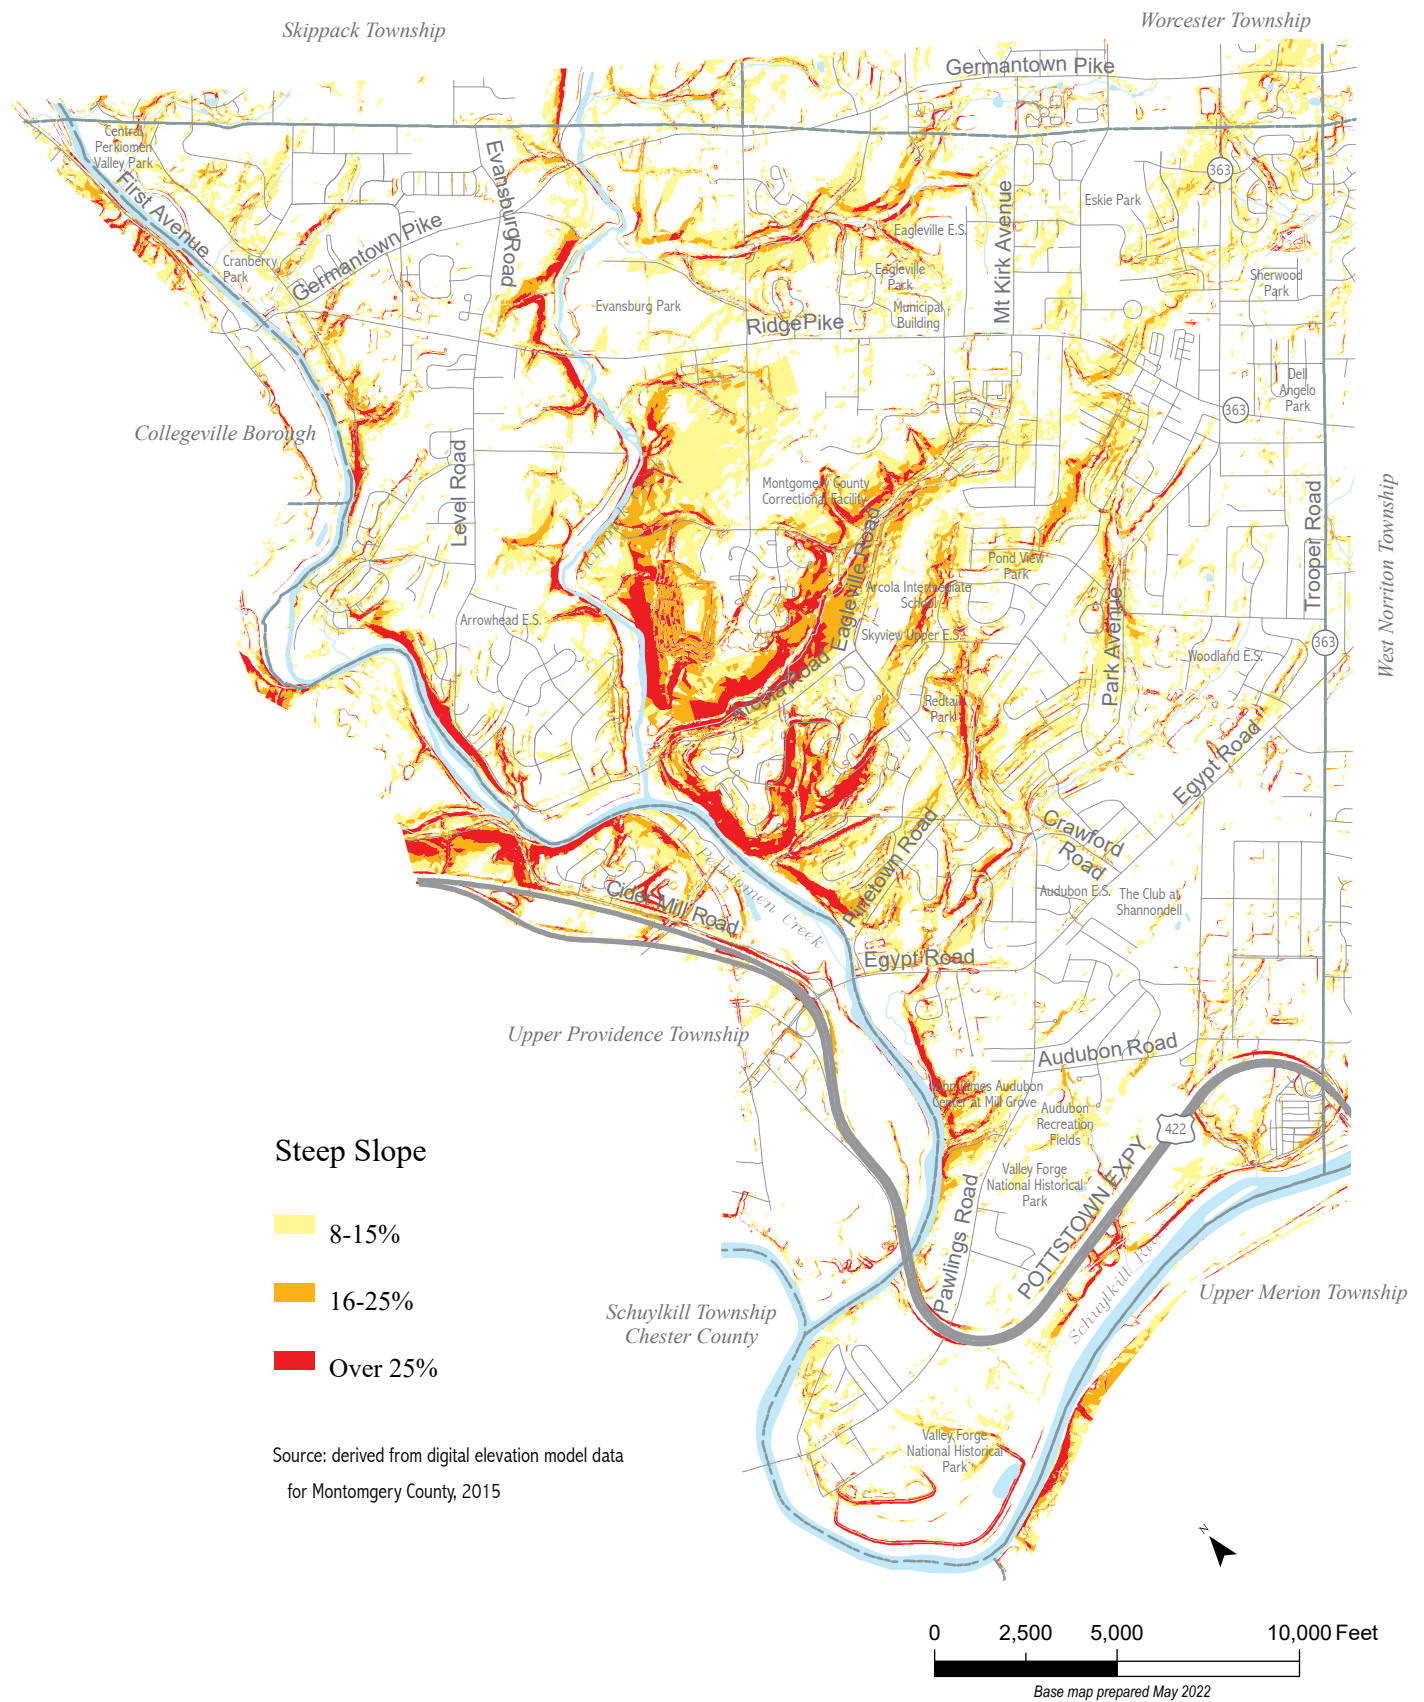 Skippack Township
Worcester Township
Germantown Pike
Central
Perkiomen
Valley Park
First Avenue
Evansburg Road
363
Eskie Park
Mt Kirk Avenue
Germantown Pike
Cranberry
Park
Eagleville E.S.
Eagleville
Park
Sherwood
Park
Evansburg Park
Municipal
Building
Ridge Pike
Dell
Angelo
Park
363
Collegeville Borough
Level Road
Montgomery County
Correctional Facility
Eagleville Road
Trooper Road
West Norriton Township
Pond View
Park
Arcola Intermediate
School
Arrowhead E.S.
Skyview Upper E.S.
Park Avenue
363
Woodland E.S.
Arcola Road
Redtail
Park
Egypt Road
Crawford
Road
Pinetown Road
Cider Mill Road
Perkiomen Creek
Audubon E.S.
The Club at
Shannondell
Egypt Road
Upper Providence Township
Audubon Road
John James Audubon
Center at Mill Grove
Audubon
Recreation
Fields
422
Steep Slope
Valley Forge
National Historical
Park
POTTSTOWN EXPY
Pawlings Road
8-15%
Schuylkill River
16-25%
Upper Merion Township
Schuylkill Township
Chester County
Over 25%
Valley Forge
National Historical
Park
Source: derived from digital elevation model data
for Montomgery County, 2015
N
0 2,500 5,000 10,000 Feet
Base map prepared May 2022